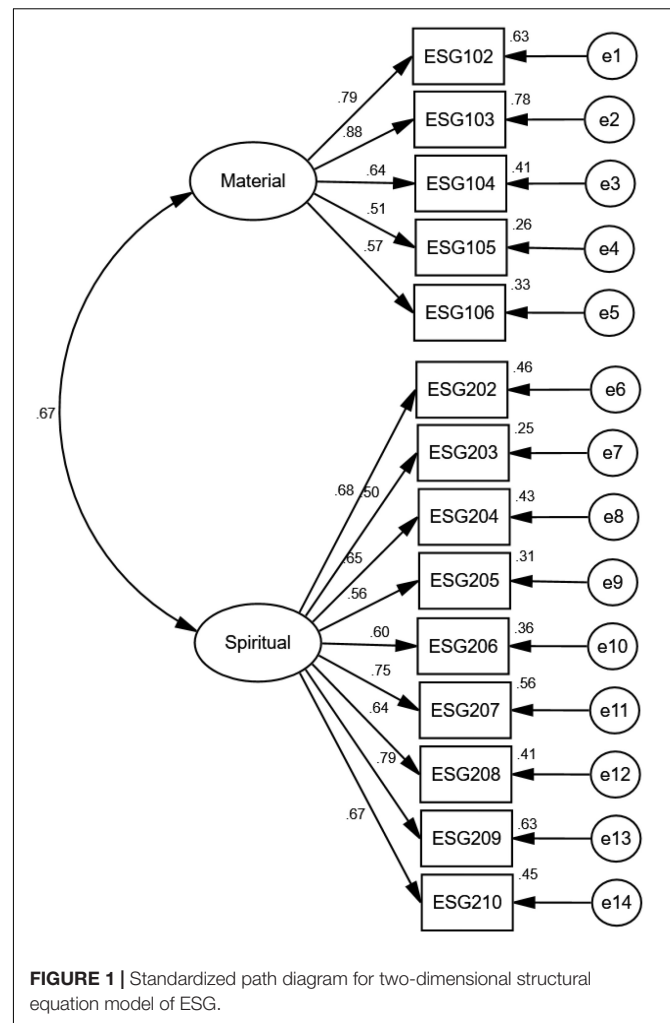 .63
ESG102
e1
.79
.78
ESG103
e2
.88
Material
.64
.41
ESG104
e3
.51
.26
ESG105
e4
.57
.33
ESG106
e5
.67
.46
ESG202
e6
.25
ESG203
e7
.68
.50
.43
ESG204
e8
.65
.31
ESG205
e9
.56
Spiritual
.60
.36
ESG206
e10
.75
.56
ESG207
e11
.64
.41
ESG208
e12
.79
.63
ESG209
e13
.67
.45
ESG210
e14
FIGURE 1 | Standardized path diagram for two-dimensional structural
equation model of ESG.